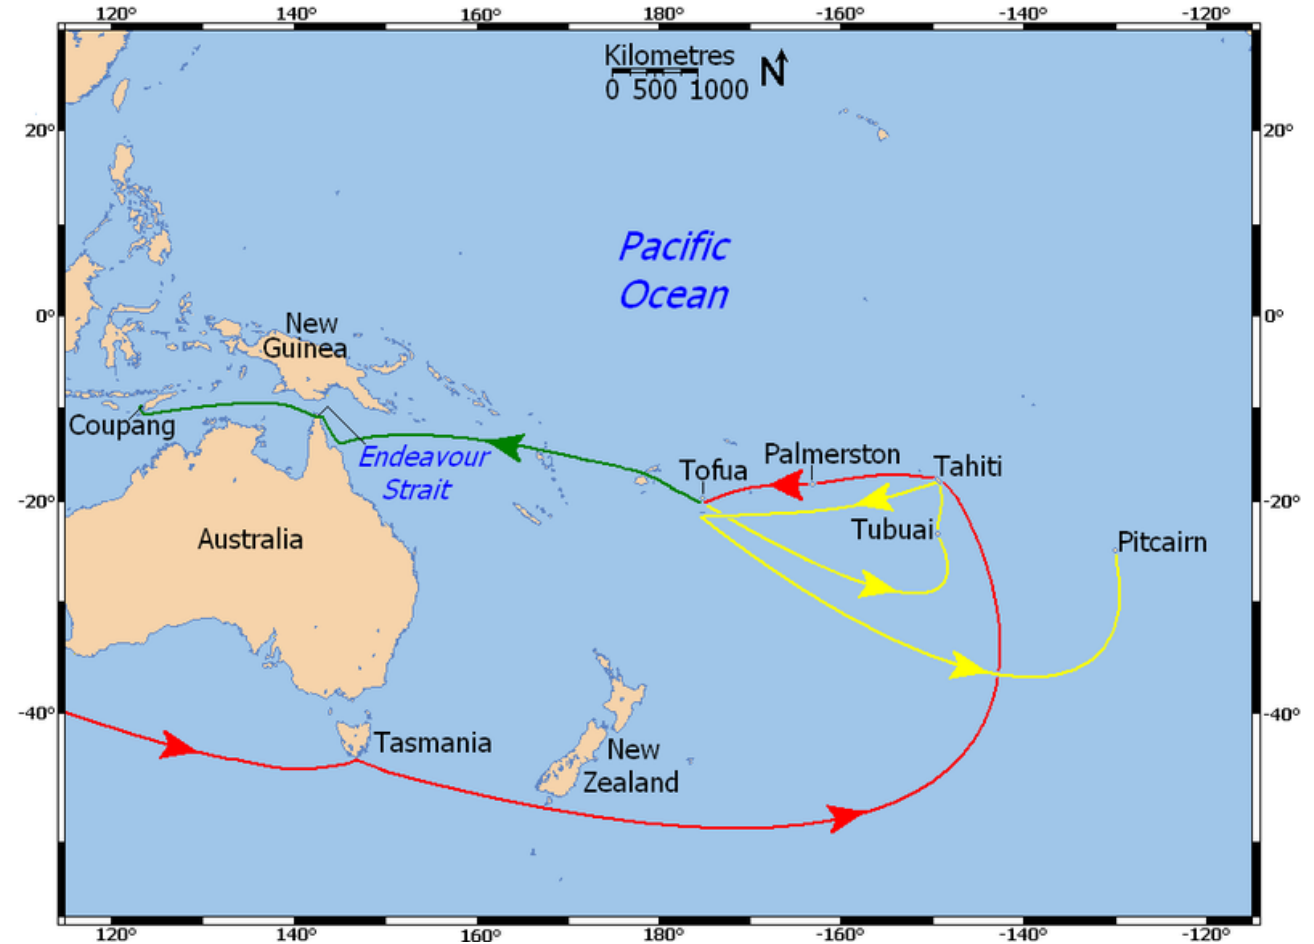 120° 140° 160° 180° -160° -140° -120°
Kilometres
0 500 1000
N
20° 20°
Pacific
Ocean
0° 0°
New
Guinea
Coupang
Endeavour
Strait
Tofua
Palmerston
Tahiti
-20° -20°
Australia
Tubuai
Pitcairn
-40° -40°
Tasmania
New
Zealand
120° 140° 160° 180° -160° -140° -120°